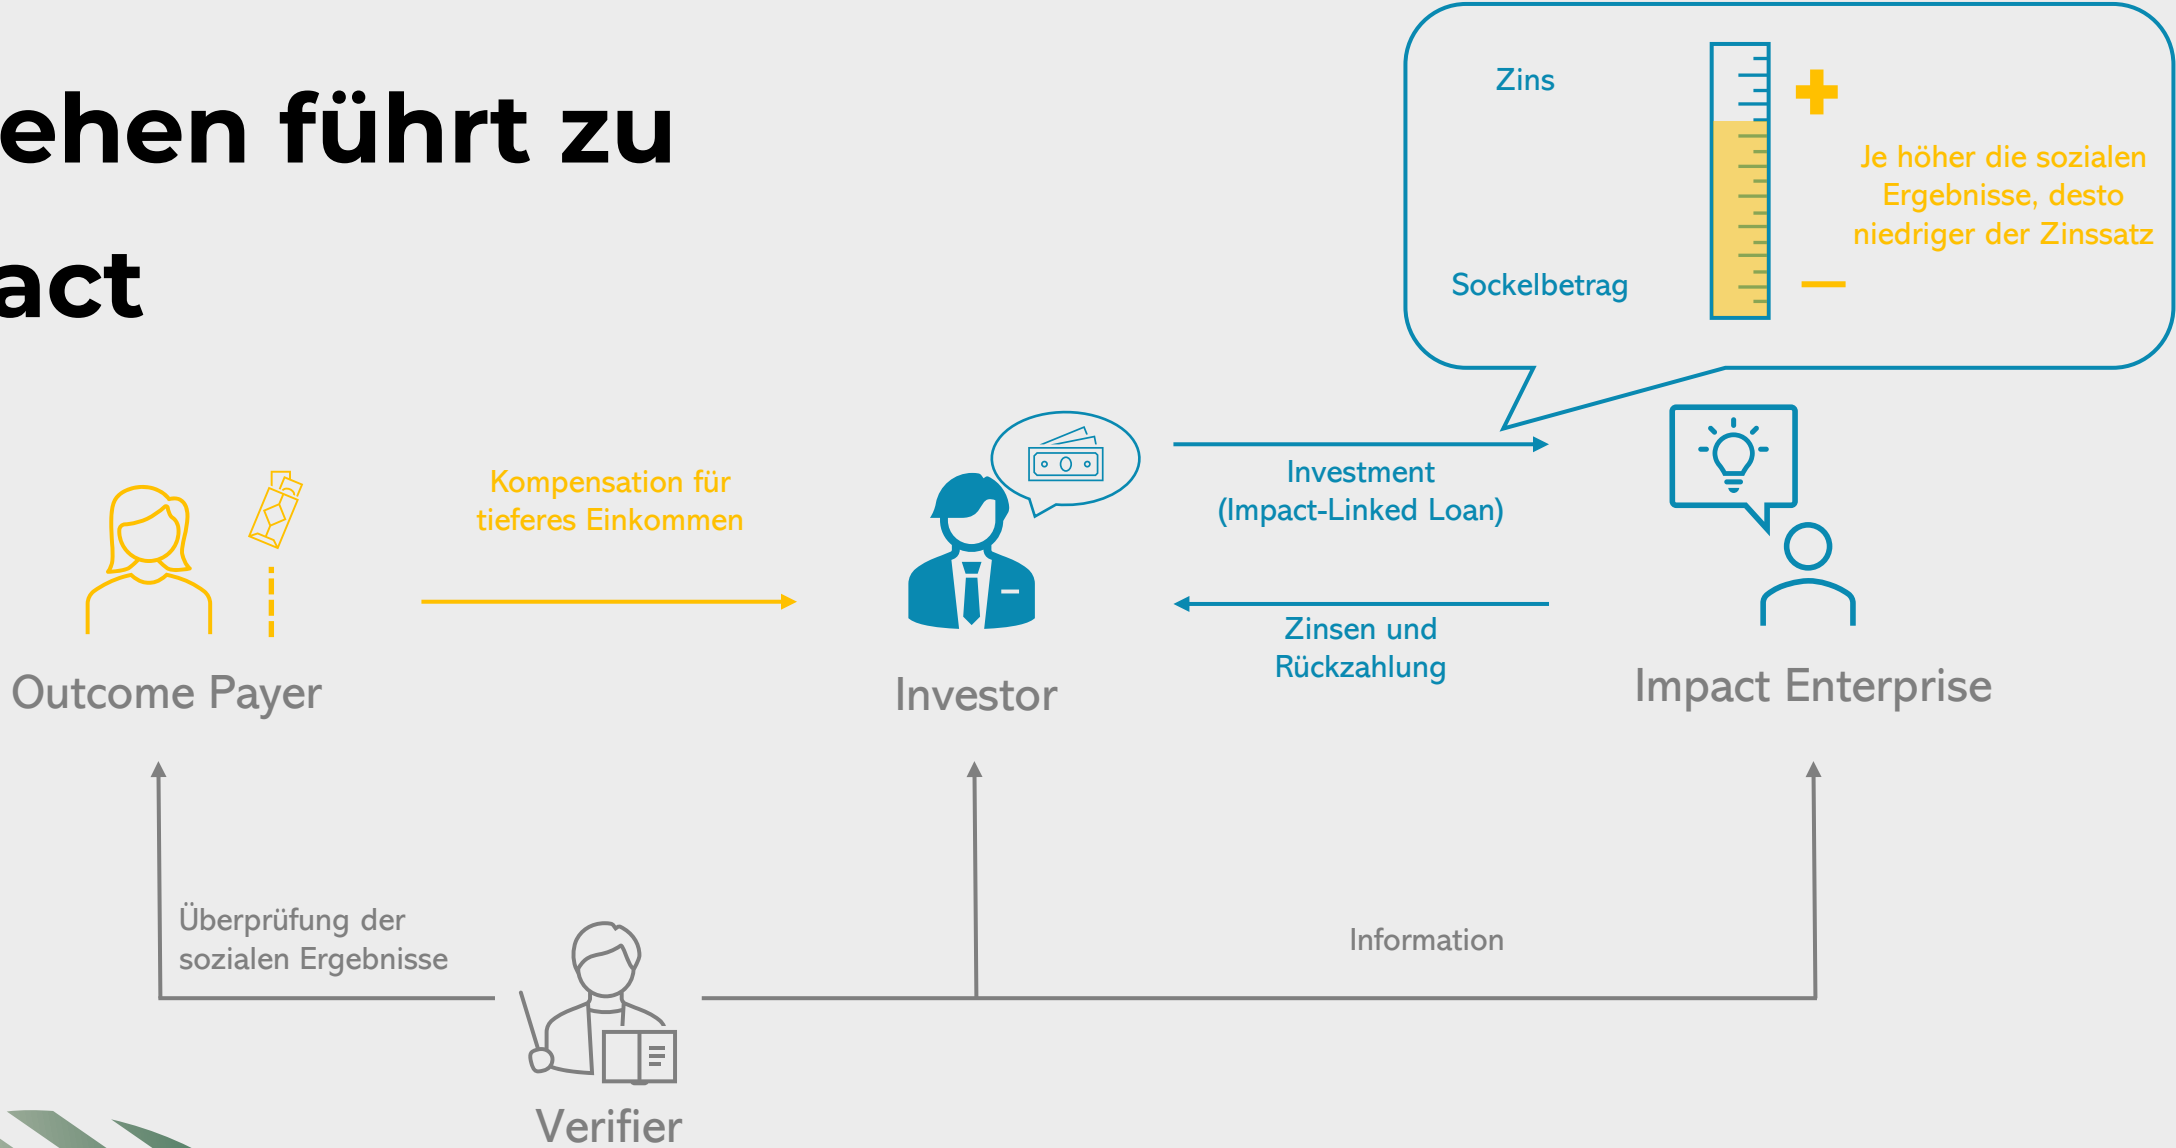 ehen führt zu
act
Zins
Je höher die sozialen
Ergebnisse, desto
niedriger der Zinssatz
Sockelbetrag
Kompensation für
tieferes Einkommen
Investment
(Impact-Linked Loan)
Zinsen und
Rückzahlung
Outcome Payer
Investor
Impact Enterprise
Überprüfung der
sozialen Ergebnisse
Information
Verifier